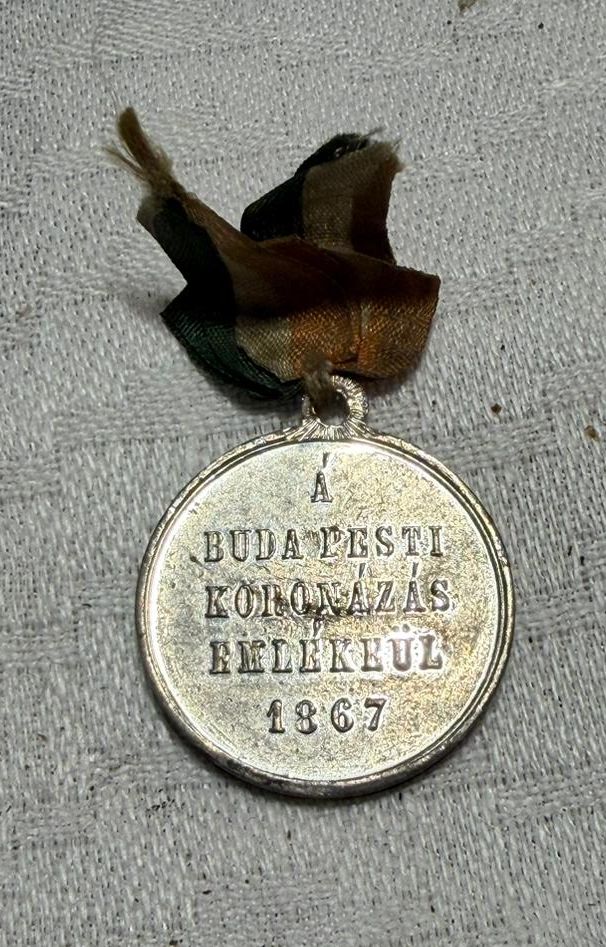 Á
BUDA PESTI
KORONÁZÁS
EMLÉKEÜL
1867